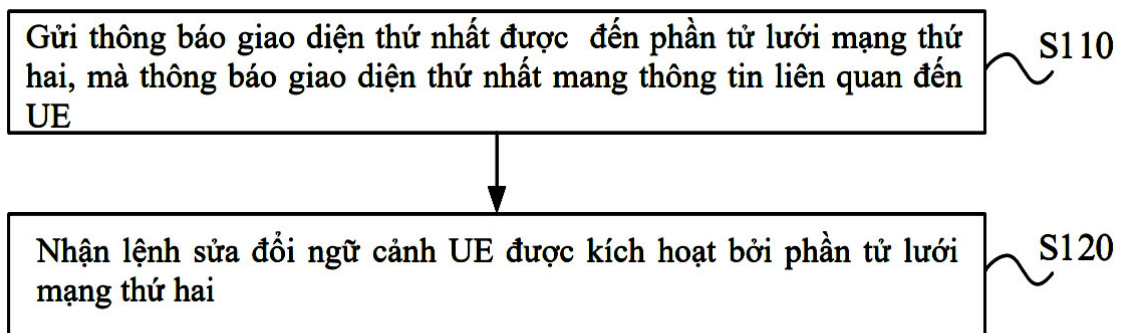 Gửi thông báo giao diện thứ nhất được đến phần tử lưới mạng thứ
hai, mà thông báo giao diện thứ nhất mang thông tin liên quan đến
UE
S110
Nhận lệnh sửa đổi ngữ cảnh UE được kích hoạt bởi phần tử lưới
mạng thứ hai
S120